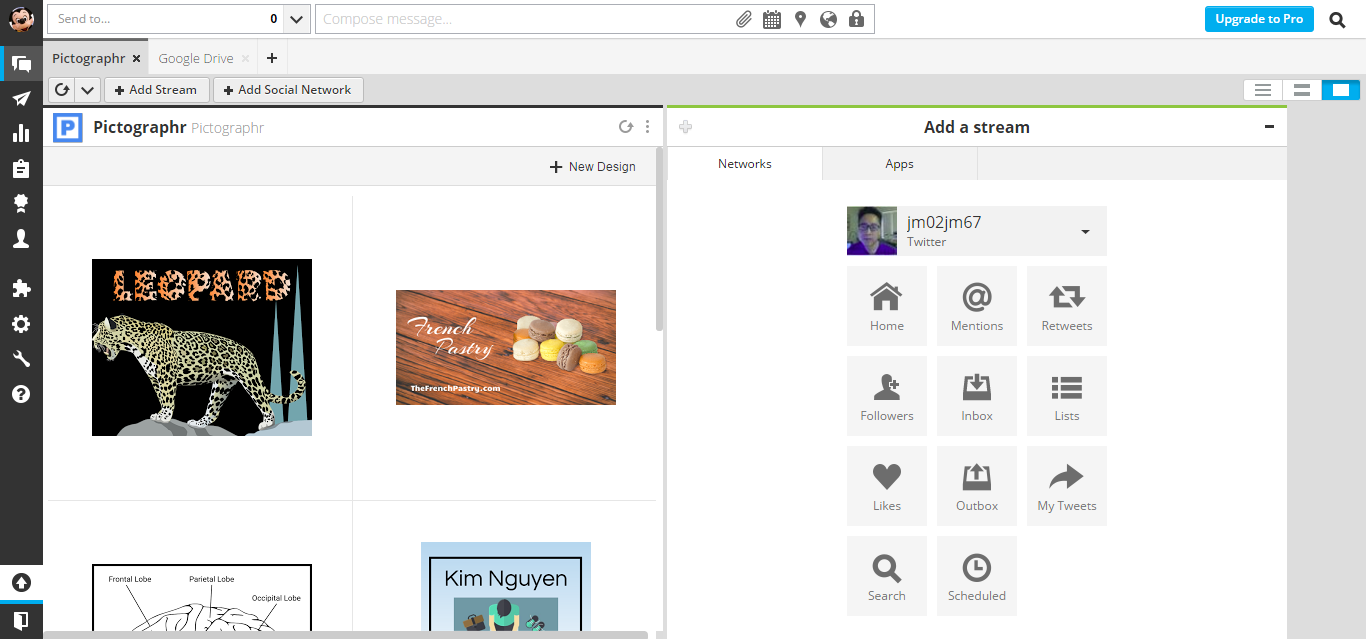 Send to...
0
Compose message...
Upgrade to Pro
Pictographr
Google Drive
Add Stream
Add Social Network
P
Pictographr Pictographr
New Design
LEOPARD
French
Pastry
TheFrenchPastry.com
Frontal Lobe
Parietal Lobe
Occipital Lobe
Kim Nguyen
Add a stream
Networks
Apps
jm02jm67
Twitter
Home
Mentions
Retweets
Followers
Inbox
Lists
Likes
Outbox
My Tweets
Search
Scheduled